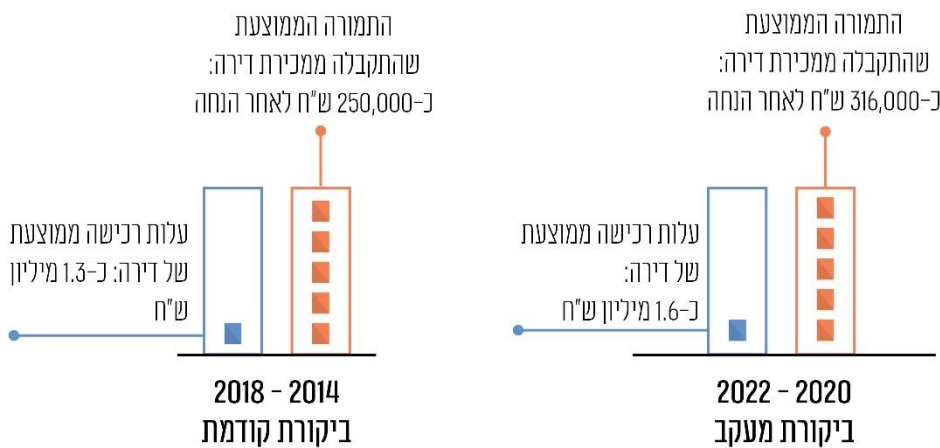 התמורה הממוצעת
שהתקבלה ממכירת דירה:
כ-316,000 ש"ח לאחר הנחה
עלות רכישה ממוצעת
של דירה:
כ-1.6 מיליון ש"ח
2022 - 2020
ביקורת מעקב
התמורה הממוצעת
שהתקבלה ממכירת דירה:
כ-250,000 ש"ח לאחר הנחה
עלות רכישה ממוצעת
של דירה: כ-1.3 מיליון
ש"ח
2018 - 2014
ביקורת קודמת